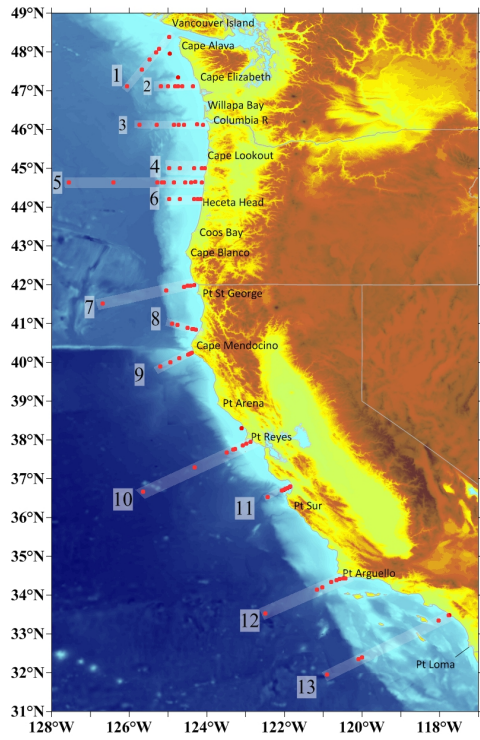 49°N
48°N
47°N
46°N
45°N
44°N
43°N
42°N
41°N
40°N
39°N
38°N
37°N
36°N
35°N
34°N
33°N
32°N
31°N
128°W
126°W
124°W
122°W
120°W
118°W
Vancouver Island
Cape Alava
1
2
Cape Elizabeth
Willapa Bay
3
Columbia R
Cape Lookout
4
5
6
Heceta Head
Coos Bay
Cape Blanco
7
Pt St George
8
Cape Mendocino
9
Pt Arena
Pt Reyes
10
11
Pt Sur
Pt Arguello
12
13
Pt Loma